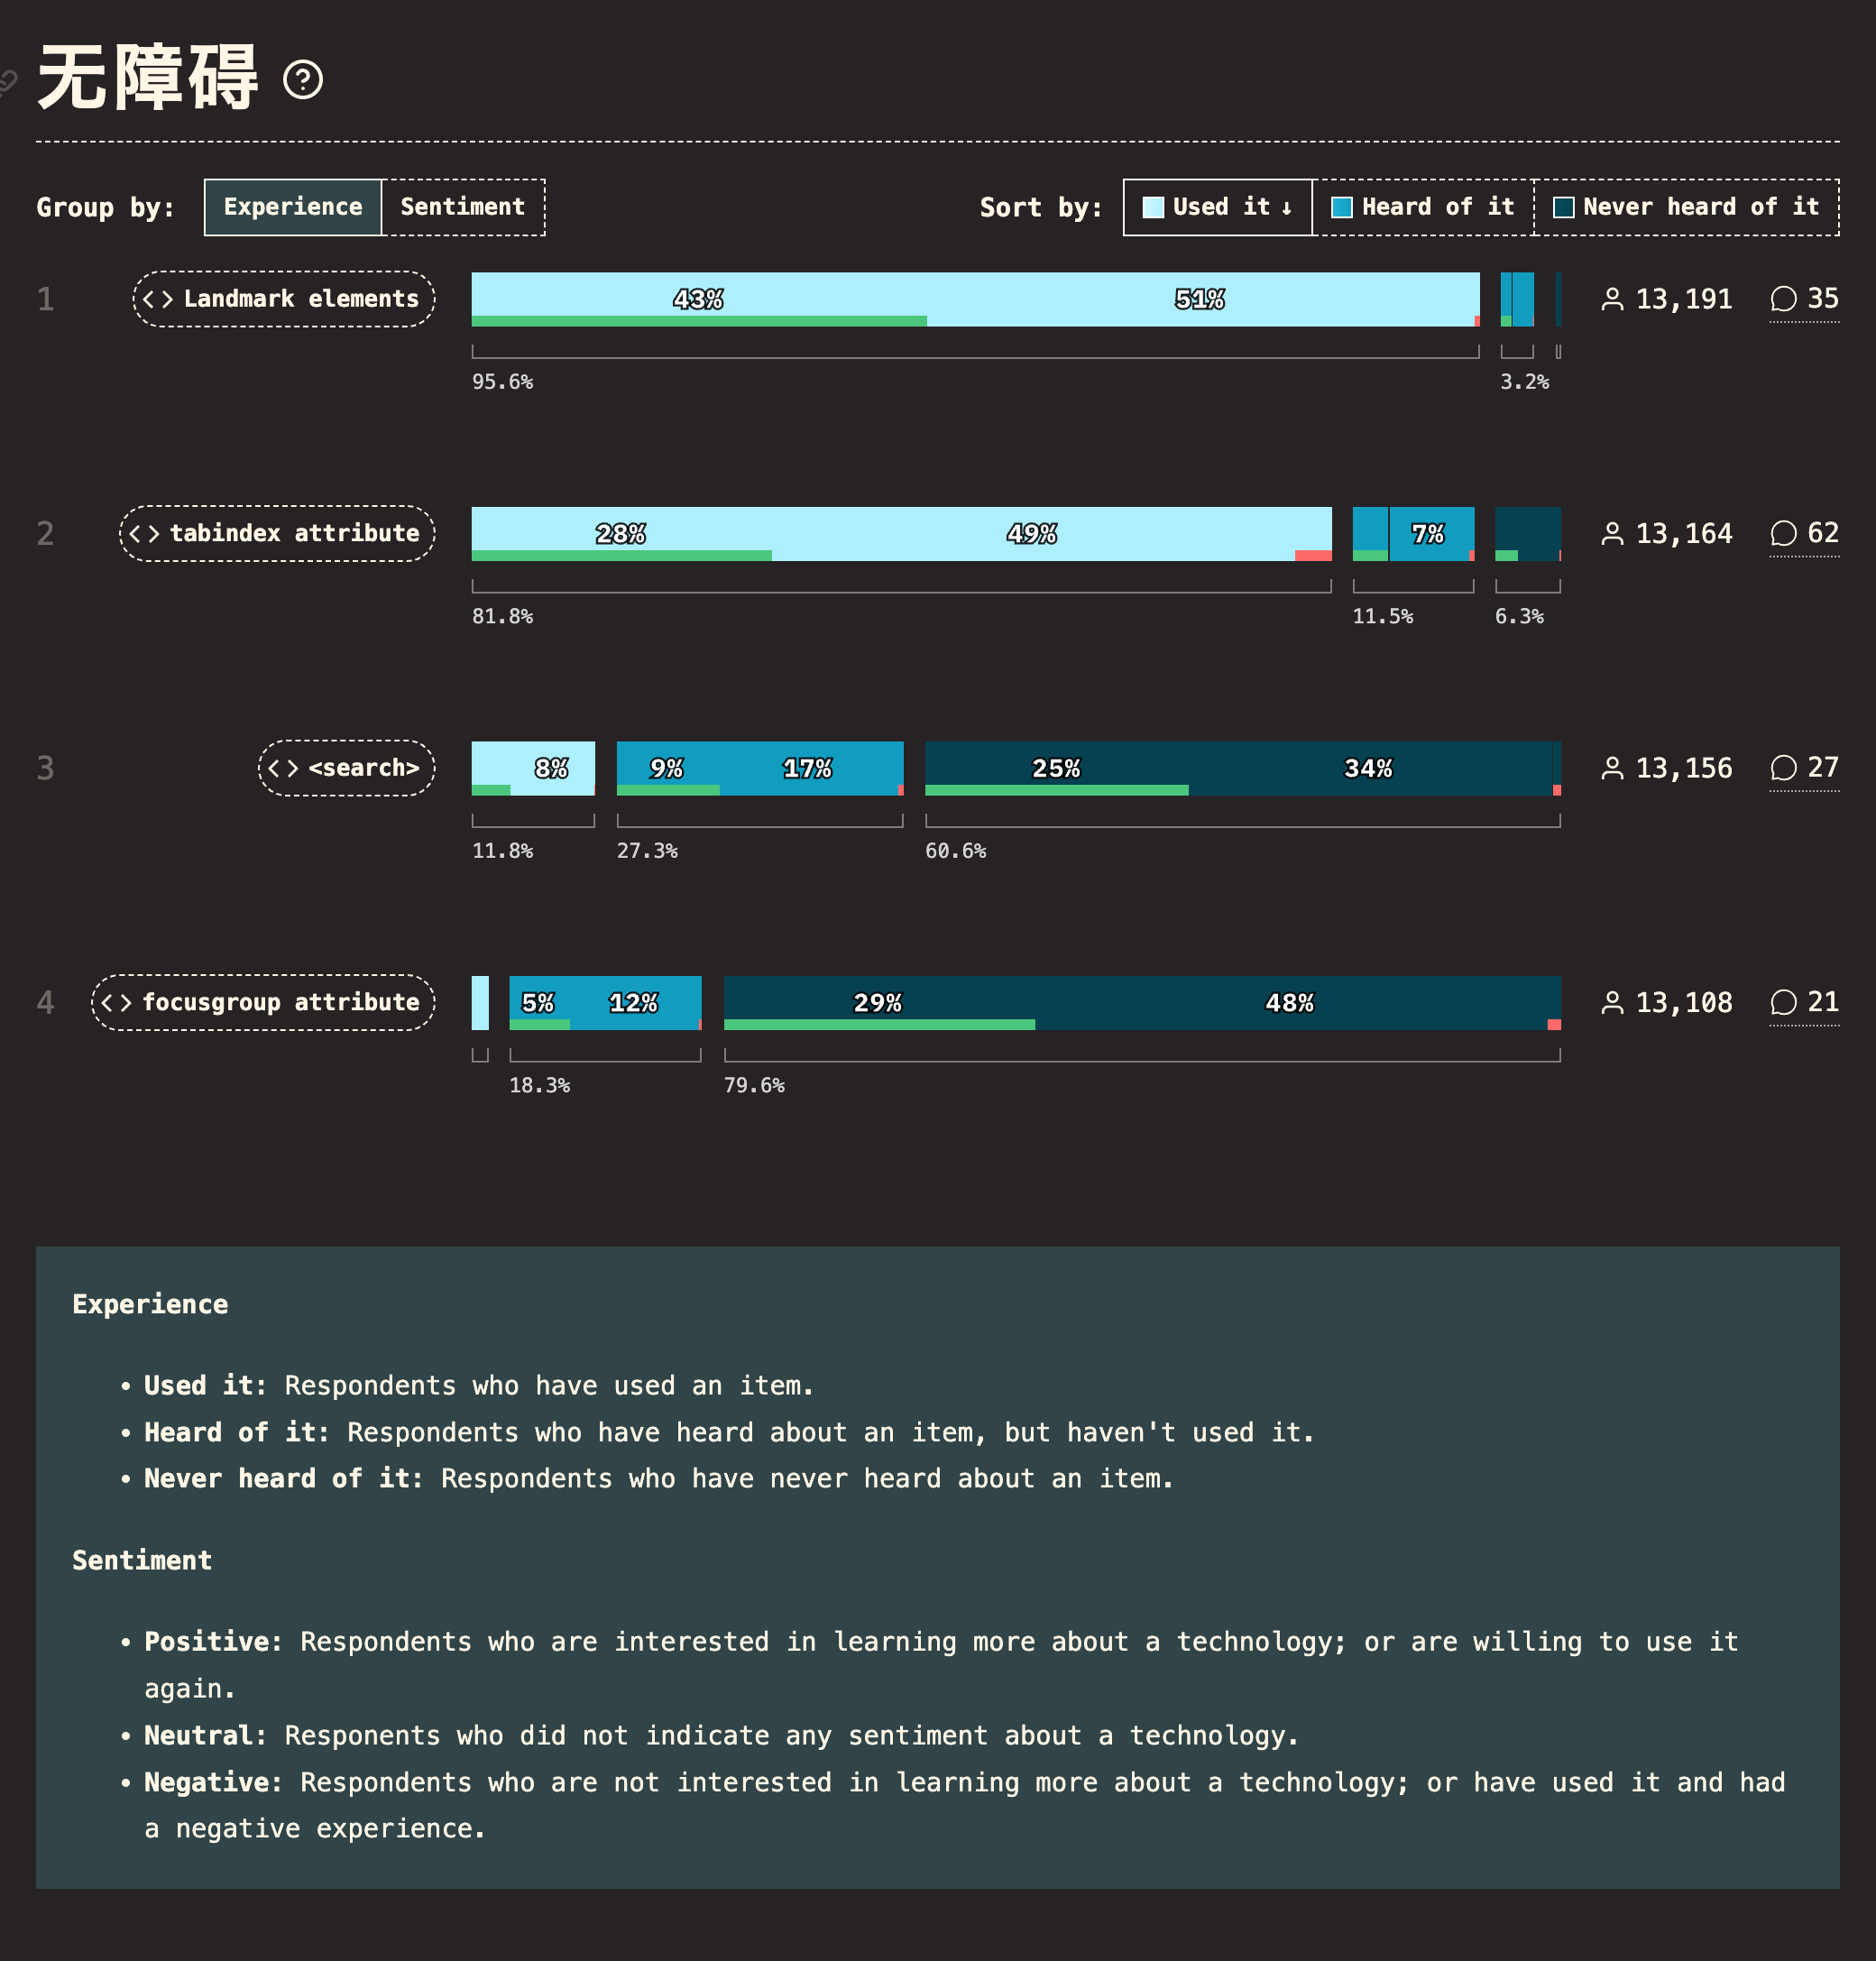 无障碍
Group by: Experience Sentiment Sort by: Used it ↓ Heard of it Never heard of it
1 <> Landmark elements 43% 51% 13,191 35
95.6% 3.2%
2 <> tabindex attribute 28% 49% 7% 13,164 62
81.8% 11.5% 6.3%
3 <> <search> 8% 9% 17% 25% 34% 13,156 27
11.8% 27.3% 60.6%
4 <> focusgroup attribute 5% 12% 29% 48% 13,108 21
18.3% 79.6%
Experience
• Used it: Respondents who have used an item.
• Heard of it: Respondents who have heard about an item, but haven't used it.
• Never heard of it: Respondents who have never heard about an item.
Sentiment
• Positive: Respondents who are interested in learning more about a technology; or are willing to use it
again.
• Neutral: Responents who did not indicate any sentiment about a technology.
• Negative: Respondents who are not interested in learning more about a technology; or have used it and had
a negative experience.